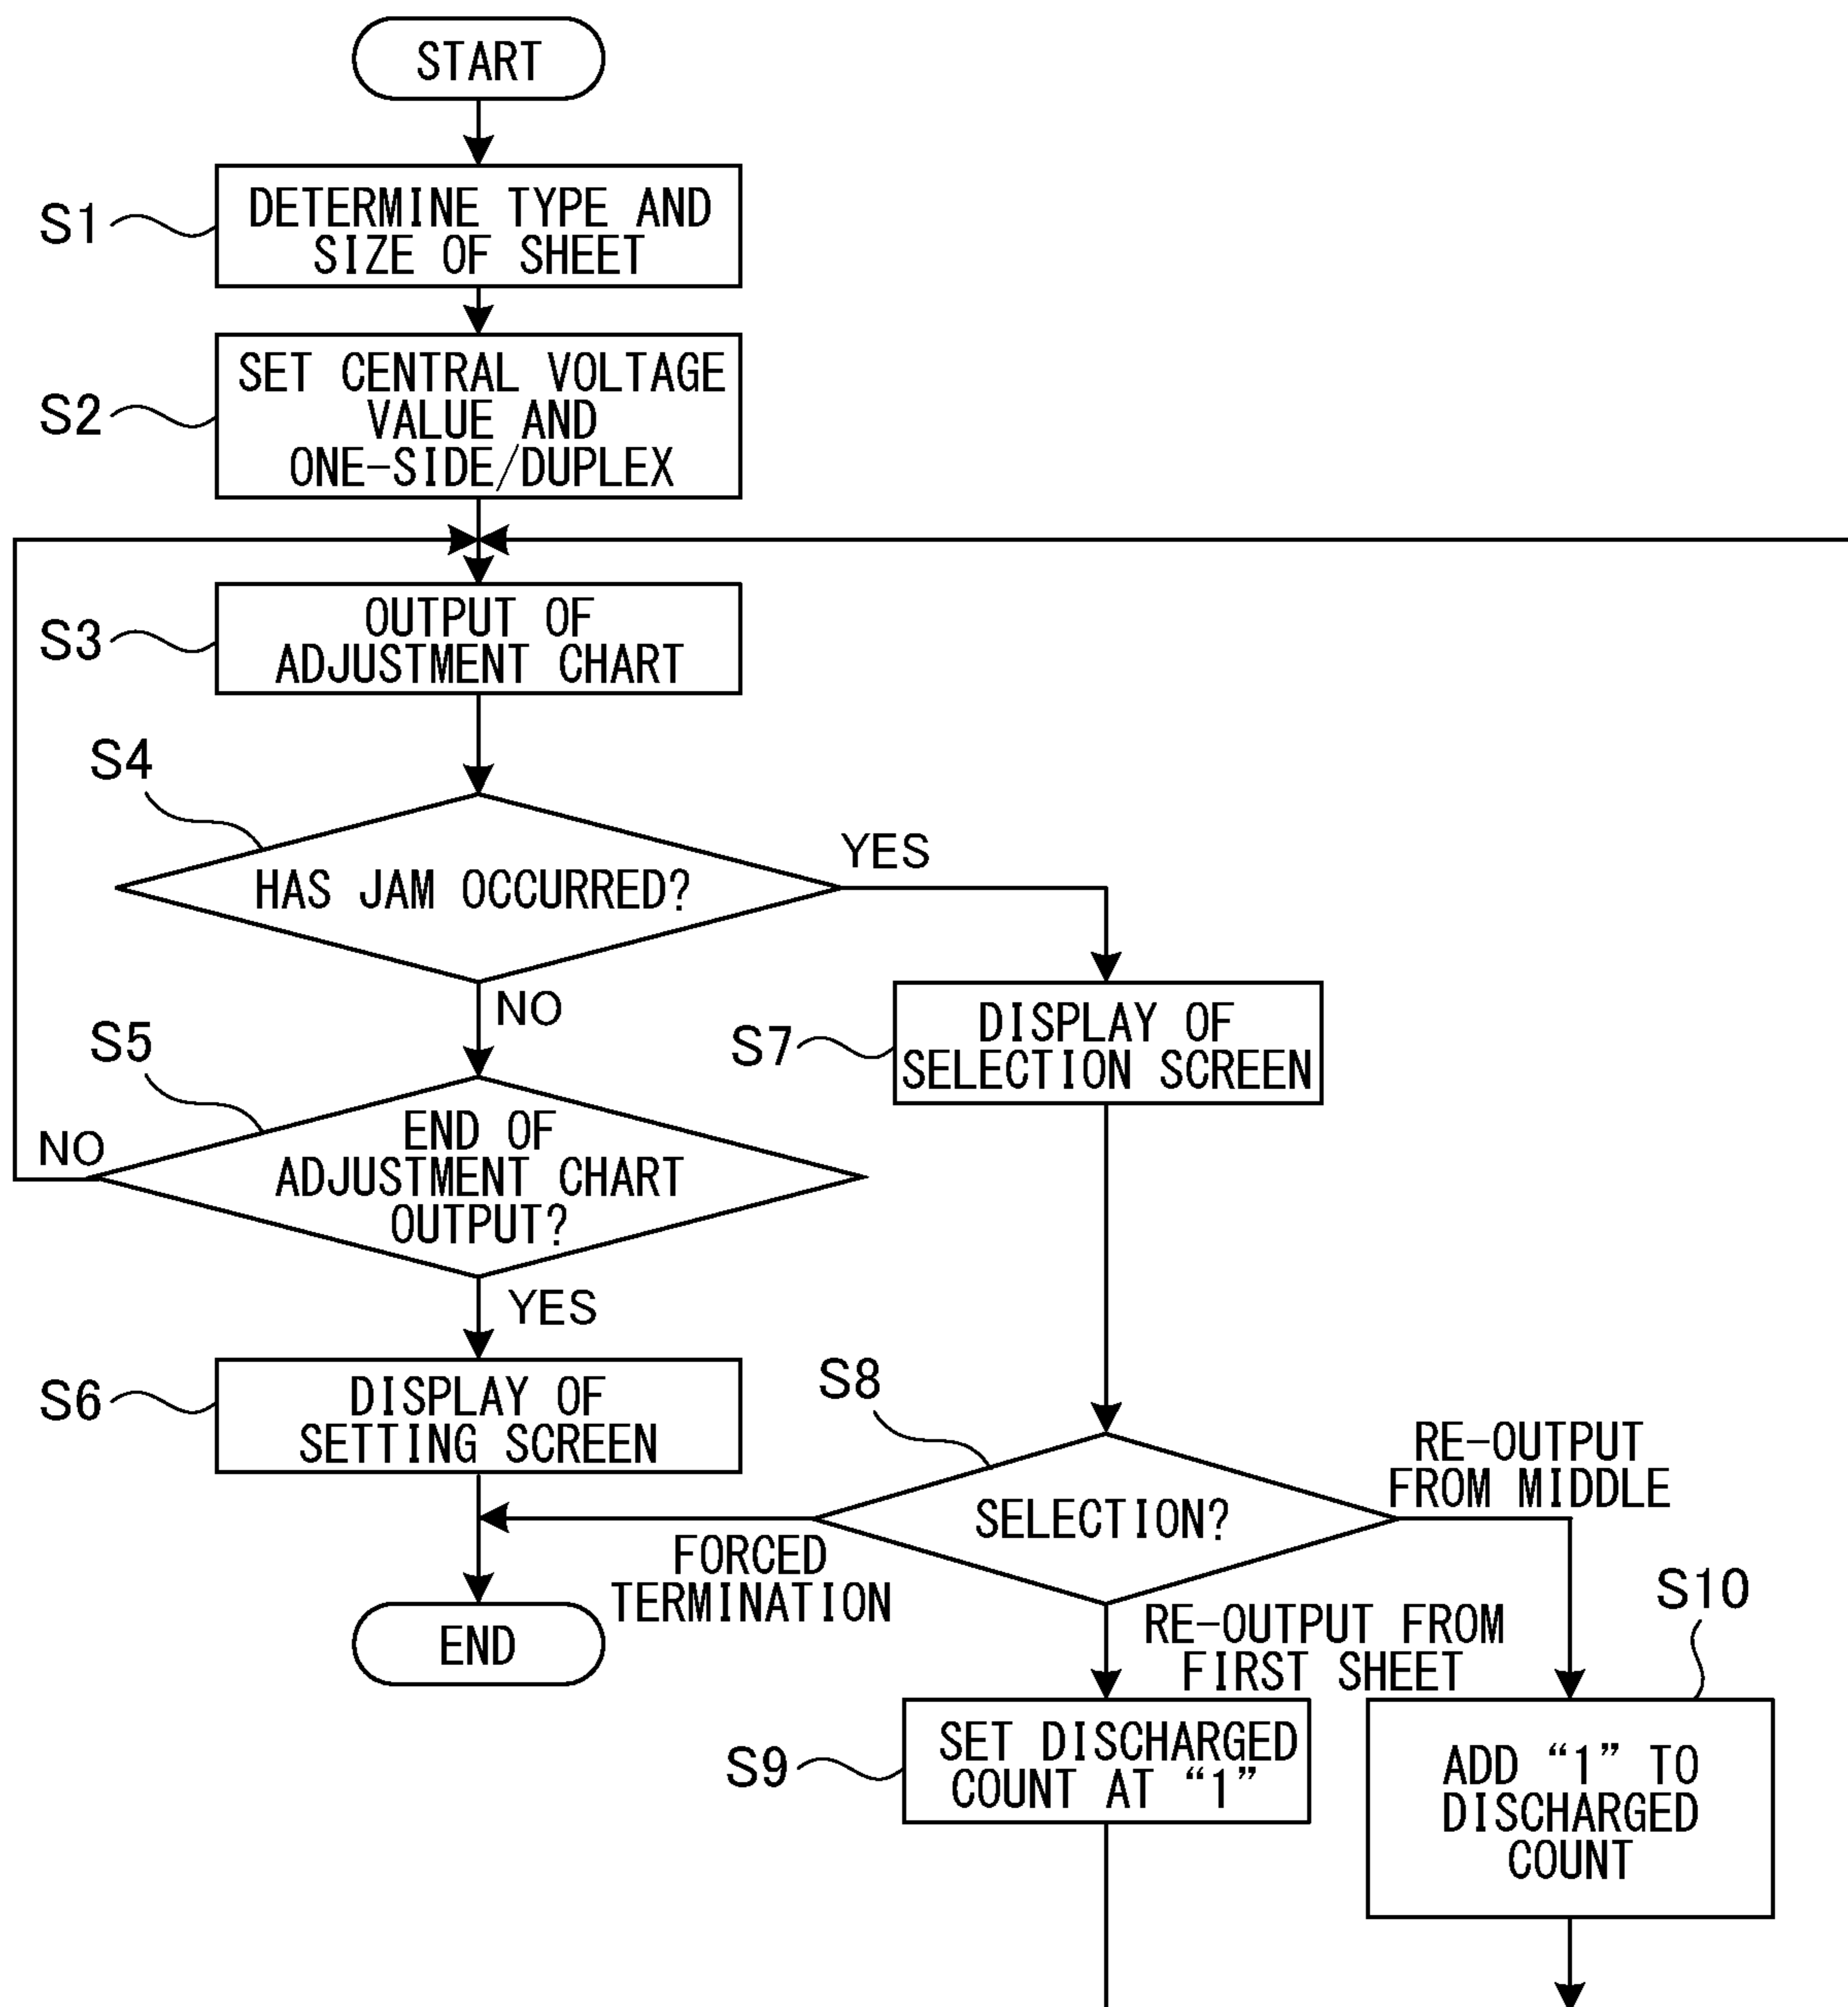 START
S1
DETERMINE TYPE AND
SIZE OF SHEET
S2
SET CENTRAL VOLTAGE
VALUE AND
ONE-SIDE/DUPLEX
S3
OUTPUT OF
ADJUSTMENT CHART
S4
HAS JAM OCCURRED?
YES
NO
S5
END OF
ADJUSTMENT CHART
OUTPUT?
NO
YES
S6
DISPLAY OF
SETTING SCREEN
END
S7
DISPLAY OF
SELECTION SCREEN
S8
SELECTION?
FORCED
TERMINATION
RE-OUTPUT
FROM MIDDLE
RE-OUTPUT FROM
FIRST SHEET
S9
SET DISCHARGED
COUNT AT “1”
S10
ADD “1” TO
DISCHARGED
COUNT